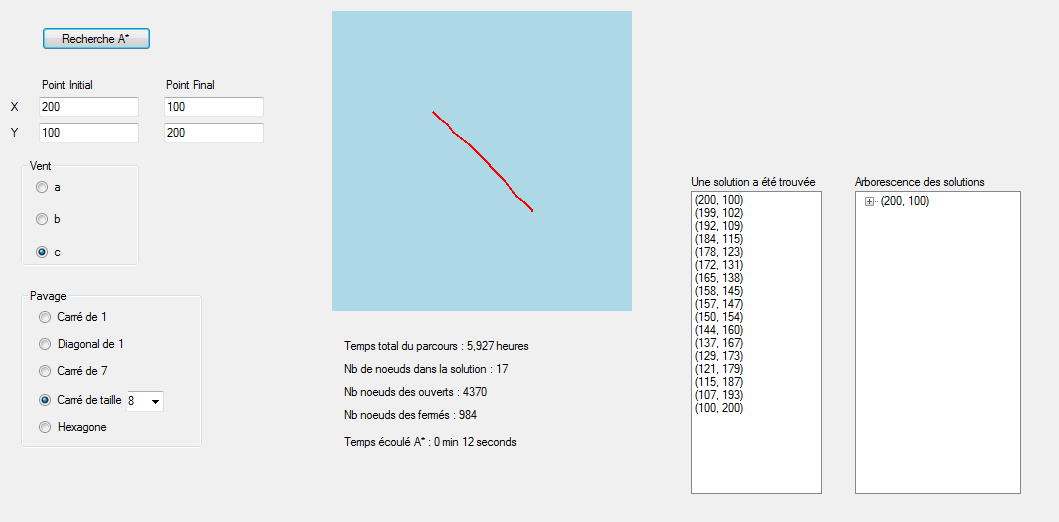 Recherche A*
Point Initial
Point Final
X
200
100
Y
100
200
Vent
a
b
c
Pavage
Carré de 1
Diagonal de 1
Carré de 7
Carré de taille
8
Hexagone
Temps total du parcours : 5,927 heures
Nb de noeuds dans la solution : 17
Nb noeuds des ouverts : 4370
Nb noeuds des fermés : 984
Temps écoulé A* : 0 min 12 seconds
Une solution a été trouvée
(200, 100)
(199, 102)
(192, 109)
(184, 115)
(178, 123)
(172, 131)
(165, 138)
(158, 145)
(157, 147)
(150, 154)
(144, 160)
(137, 167)
(129, 173)
(121, 179)
(115, 187)
(107, 193)
(100, 200)
Arborescence des solutions
(200, 100)